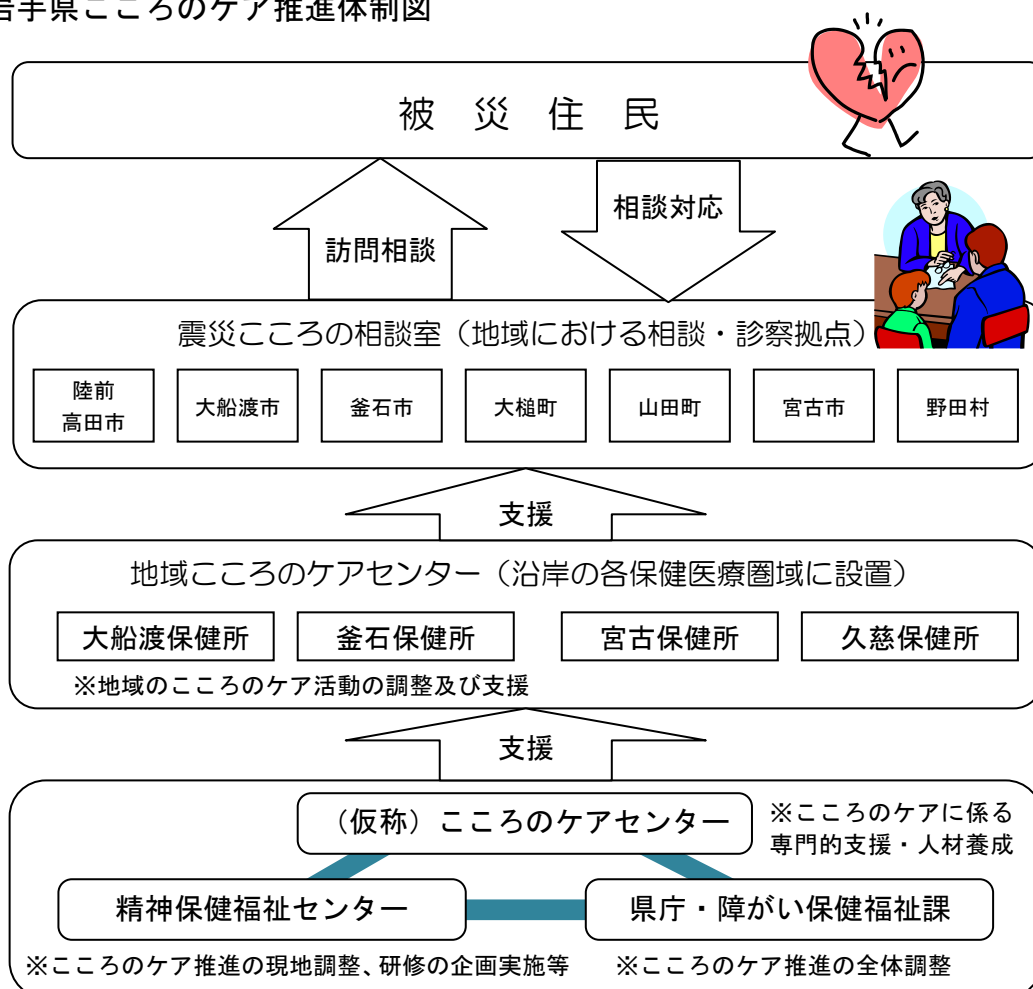 岩手県こころのケア推進体制図
被災住民
訪問相談
相談対応
震災こころの相談室（地域における相談・診察拠点）
陸前
高田市
大船渡市
釜石市
大槌町
山田町
宮古市
野田村
支援
地域こころのケアセンター（沿岸の各保健医療圏域に設置）
大船渡保健所
釜石保健所
宮古保健所
久慈保健所
※地域のこころのケア活動の調整及び支援
支援
（仮称）こころのケアセンター
※こころのケアに係る
専門的支援・人材養成
精神保健福祉センター
県庁・障がい保健福祉課
※こころのケア推進の現地調整、研修の企画実施等
※こころのケア推進の全体調整